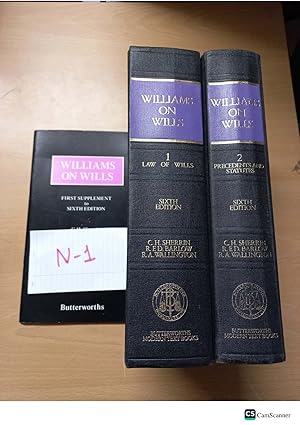 WILLIAMS
ON WILLS
FIRST SUPPLEMENT
to
SIXTH EDITION
N-1
Butterworths
WILLIAMS
ON
WILLS
1
LAW OF WILLS
SIXTH
EDITION
C. H. SHERRIN
R. F. D. BARLOW
R. A. WALLINGTON
BUTTERWORTHS
MODERN TEXT BOOKS
WILLIAMS
ON
WILLS
2
PRECEDENTS AND
STATUTES
SIXTH
EDITION
C. H. SHERRIN
R. F. D. BARLOW
R. A. WALLINGTON
BUTTERWORTHS
MODERN TEXT BOOKS
CS CamScanner